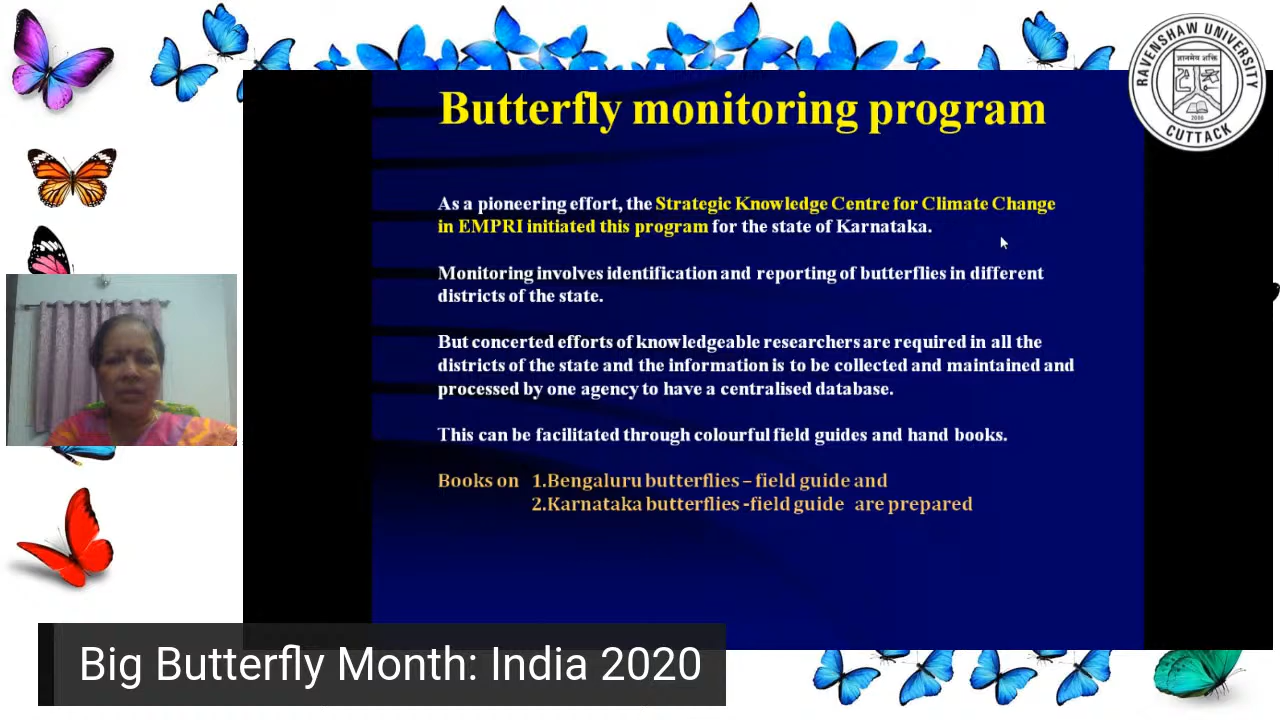 RAVENSHAW UNIVERSITY
ज्ञानमेव शक्ति
2006
CUTTACK
Butterfly monitoring program
As a pioneering effort, the Strategic Knowledge Centre for Climate Change
in EMPRI initiated this program for the state of Karnataka.
Monitoring involves identification and reporting of butterflies in different
districts of the state.
But concerted efforts of knowledgeable researchers are required in all the
districts of the state and the information is to be collected and maintained and
processed by one agency to have a centralised database.
This can be facilitated through colourful field guides and hand books.
Books on 1.Bengaluru butterflies – field guide and
2.Karnataka butterflies -field guide are prepared
Big Butterfly Month: India 2020